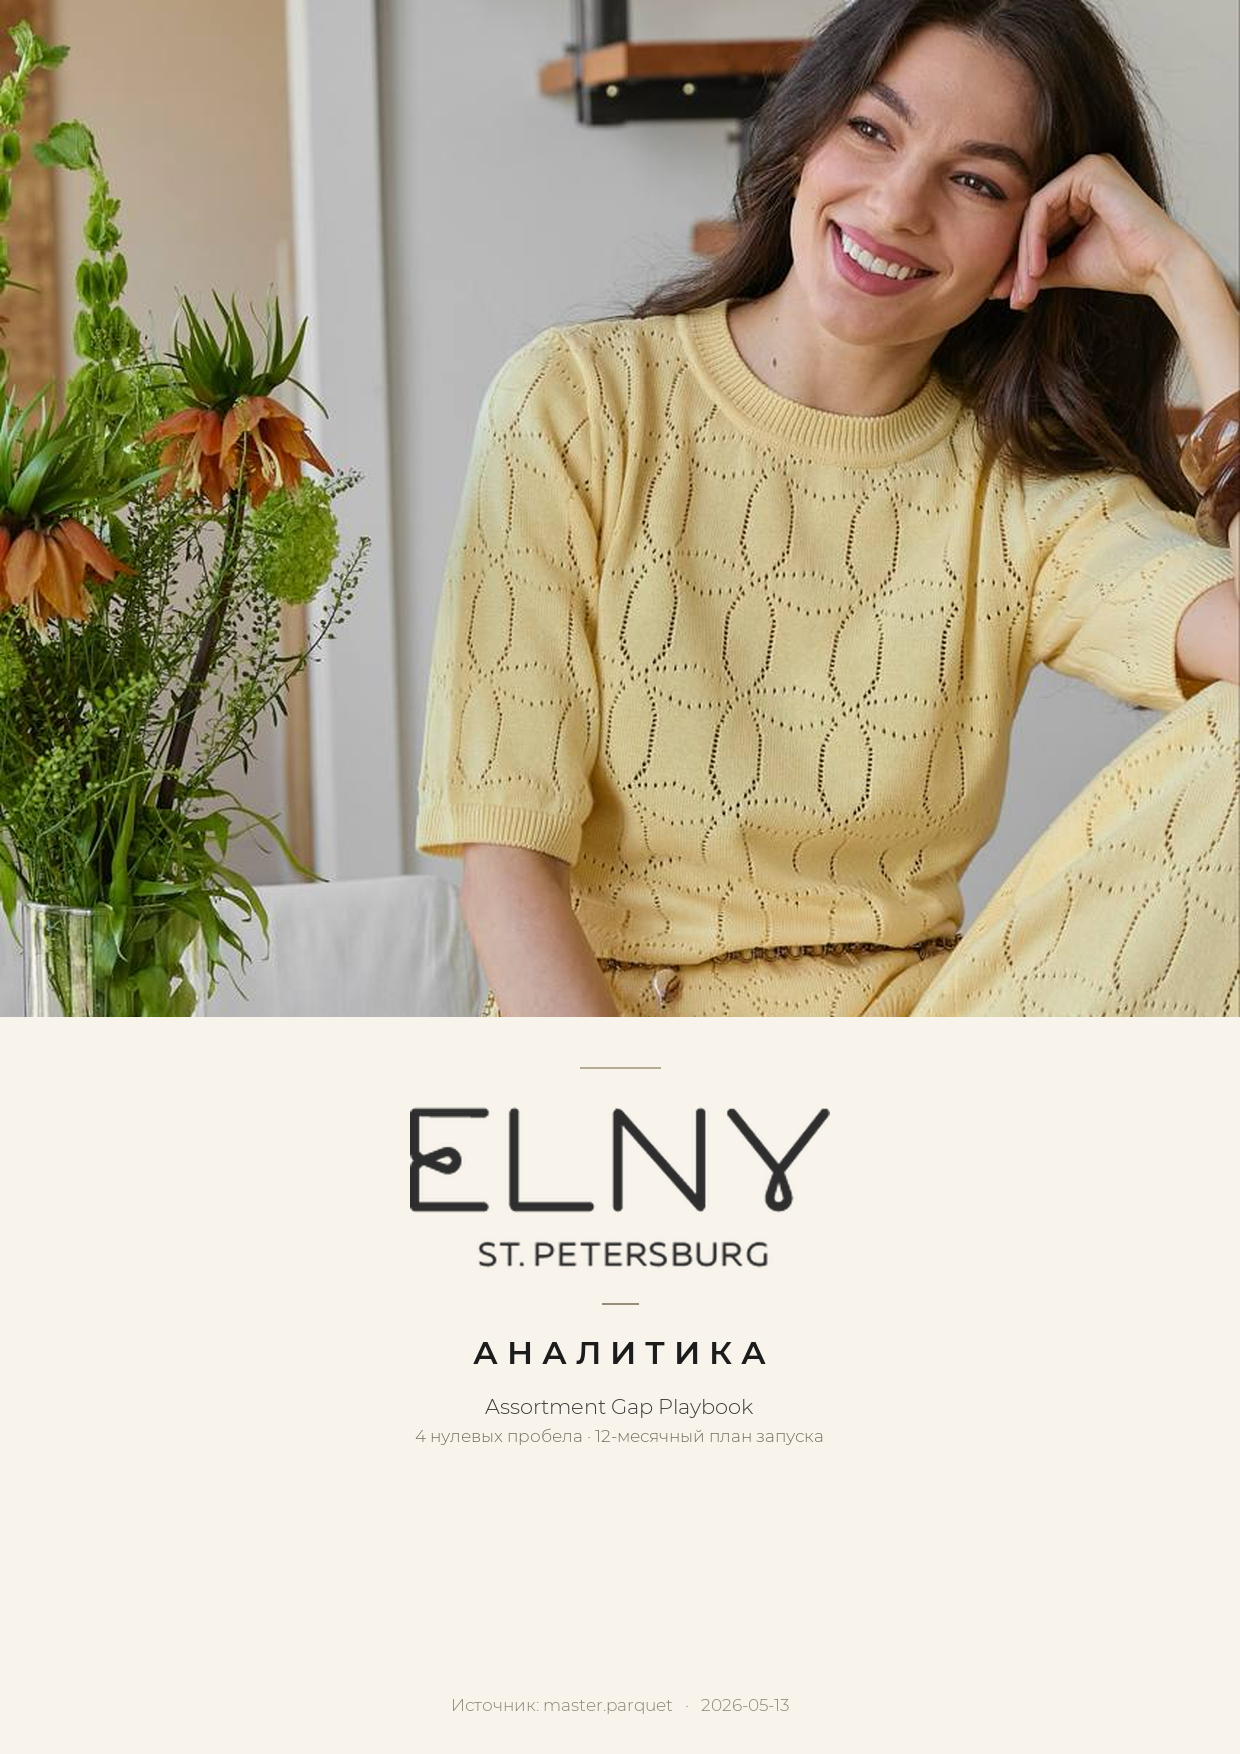 ELNY
ST. PETERSBURG
АНАЛИТИКА
Assortment Gap Playbook
4 нулевых пробела · 12-месячный план запуска
Источник: master.parquet · 2026-05-13